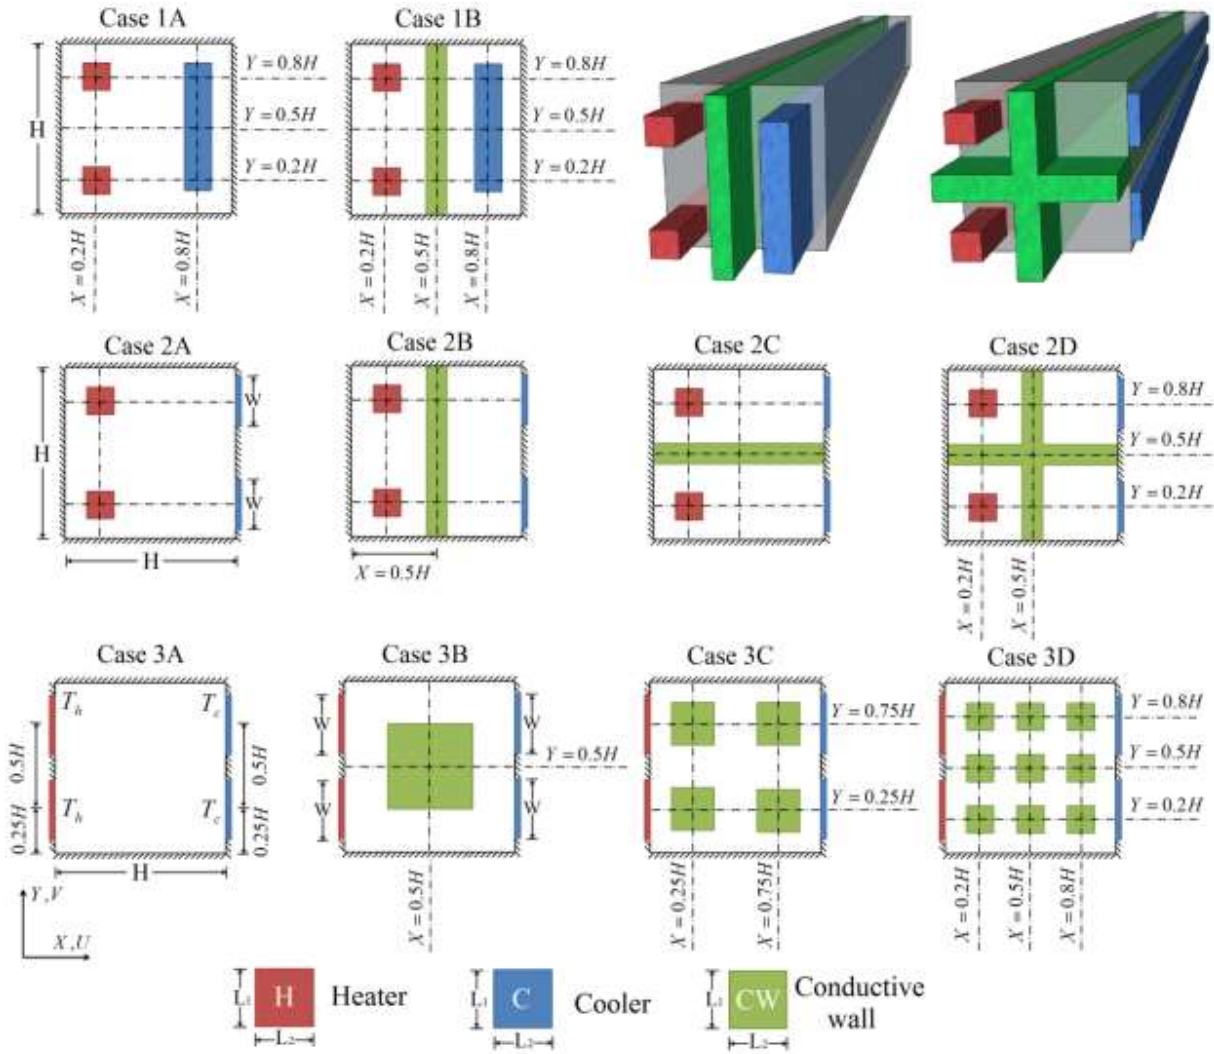 Case 1A
Case 1B
Y = 0.8H
Y = 0.8H
H
Y = 0.5H
Y = 0.5H
Y = 0.2H
Y = 0.2H
X = 0.2H
X = 0.8H
X = 0.2H
X = 0.5H
X = 0.8H
Case 2A
Case 2B
Case 2C
Case 2D
W
Y = 0.8H
H
Y = 0.5H
W
Y = 0.2H
H
X = 0.5H
X = 0.2H
X = 0.5H
Case 3A
Case 3B
Case 3C
Case 3D
Th
Tc
W
W
Y = 0.75H
Y = 0.8H
0.5H
0.5H
Y = 0.5H
Y = 0.5H
Th
Tc
W
W
Y = 0.25H
Y = 0.2H
0.25H
0.25H
H
X = 0.5H
X = 0.25H
X = 0.75H
X = 0.2H
X = 0.5H
X = 0.8H
Y,V
X,U
L1
H
Heater
L2
L1
C
Cooler
L2
L1
CW
Conductive
wall
L2